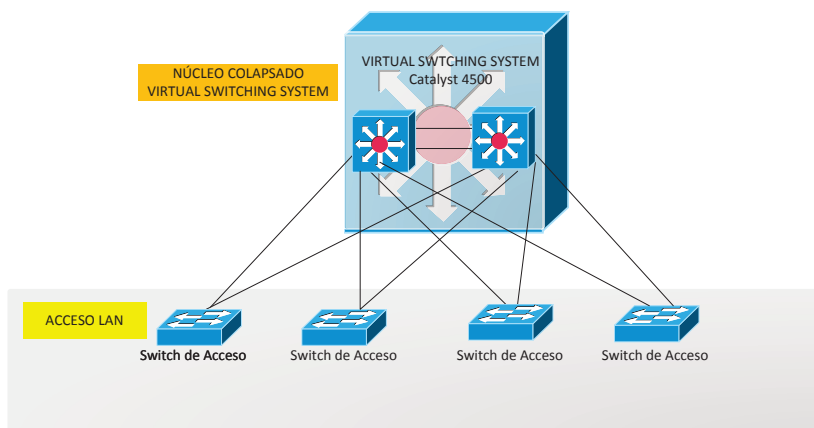 VIRTUAL SWTCHING SYSTEM
Catalyst 4500
NÚCLEO COLAPSADO
VIRTUAL SWITCHING SYSTEM
ACCESO LAN
Switch de Acceso
Switch de Acceso
Switch de Acceso
Switch de Acceso